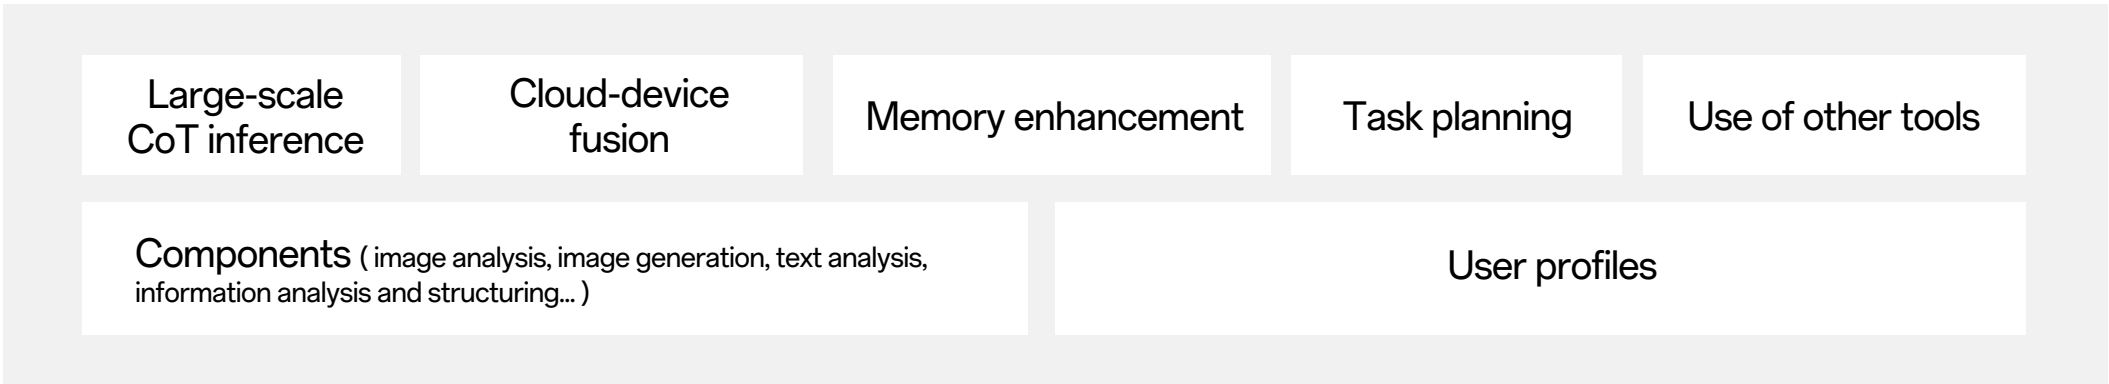 Large-scale
CoT inference
Cloud-device
fusion
Memory enhancement
Task planning
Use of other tools
Components ( image analysis, image generation, text analysis,
information analysis and structuring... )
User profiles